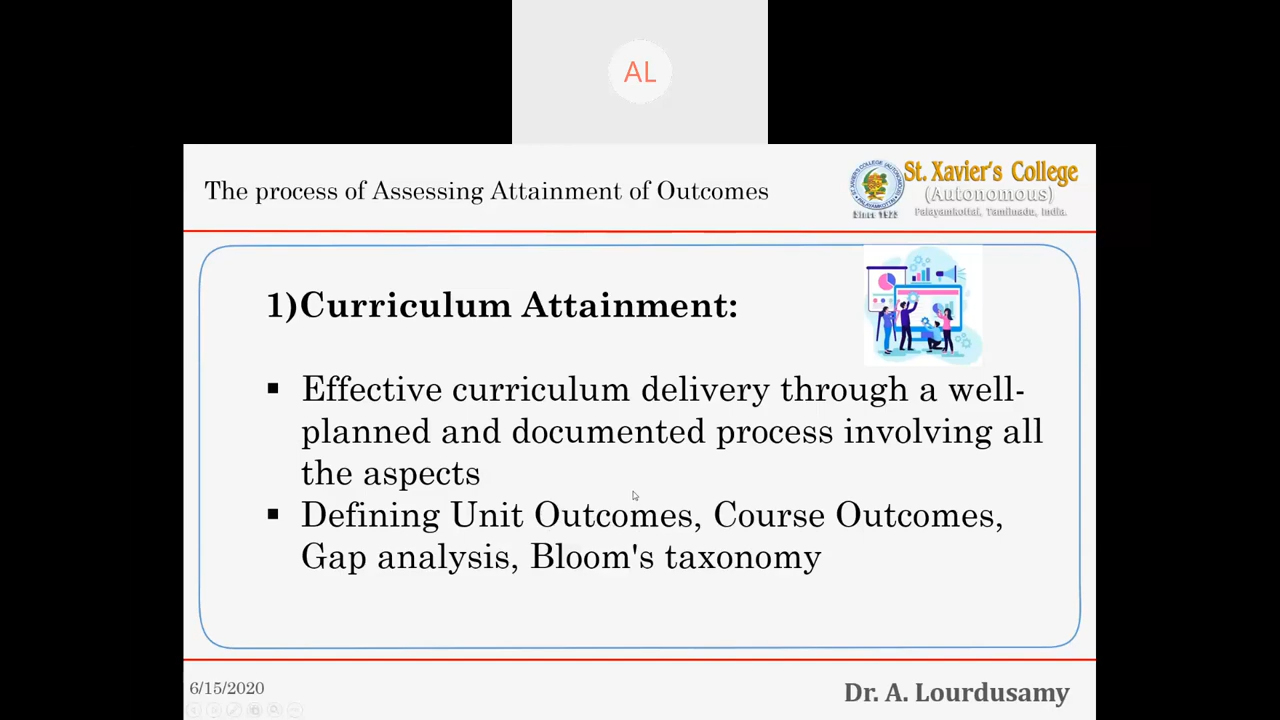 AL
The process of Assessing Attainment of Outcomes
St. Xavier's College
(Autonomous)
Palayamkottai, Tamilnadu, India.
Since 1923
1)Curriculum Attainment:
▪ Effective curriculum delivery through a well-
planned and documented process involving all
the aspects
▪ Defining Unit Outcomes, Course Outcomes,
Gap analysis, Bloom's taxonomy
6/15/2020
Dr. A. Lourdusamy